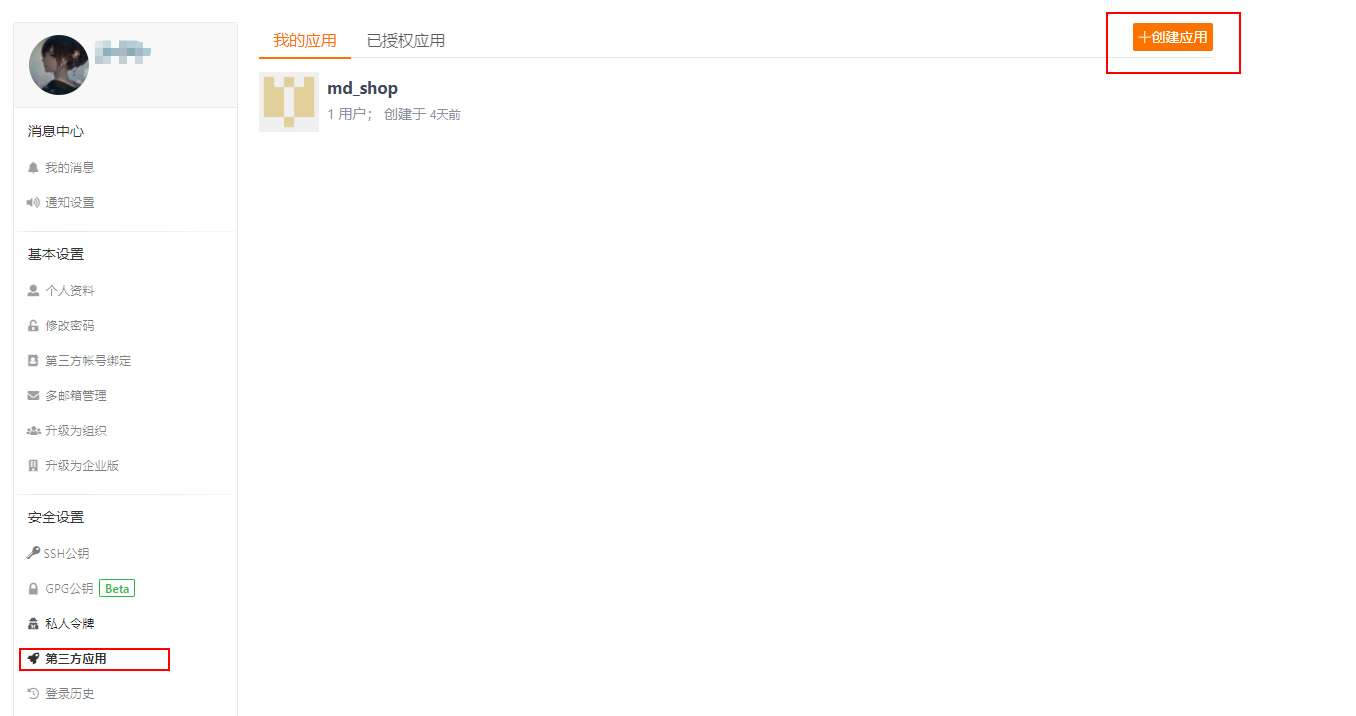 我的应用 已授权应用
+创建应用
md_shop
1 用户； 创建于 4天前
消息中心
我的消息
通知设置
基本设置
个人资料
修改密码
第三方帐号绑定
多邮箱管理
升级为组织
升级为企业版
安全设置
SSH公钥
GPG公钥 Beta
私人令牌
第三方应用
登录历史